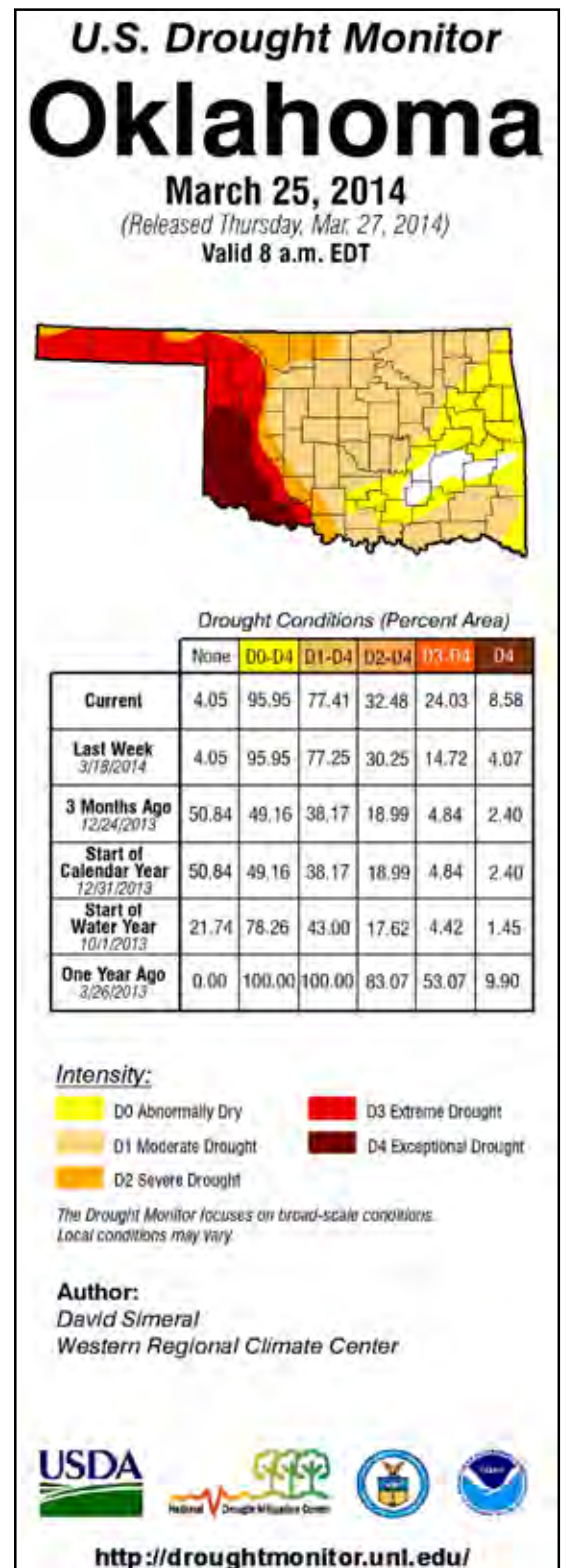 U.S. Drought Monitor
Oklahoma
March 25, 2014
(Released Thursday, Mar. 27, 2014)
Valid 8 a.m. EDT
Drought Conditions (Percent Area)
None D0-D4 D1-D4 D2-D4 D3-D4 D4
Current 4.05 95.95 77.41 32.48 24.03 8.58
Last Week
3/18/2014 4.05 95.95 77.25 30.25 14.72 4.07
3 Months Ago
12/24/2013 50.84 49.16 38.17 18.99 4.84 2.40
Start of
Calendar Year
12/31/2013 50.84 49.16 38.17 18.99 4.84 2.40
Start of
Water Year
10/1/2013 21.74 78.26 43.00 17.62 4.42 1.45
One Year Ago
3/26/2013 0.00 100.00 100.00 83.07 53.07 9.90
Intensity:
D0 Abnormally Dry
D1 Moderate Drought
D2 Severe Drought
D3 Extreme Drought
D4 Exceptional Drought
The Drought Monitor focuses on broad-scale conditions.
Local conditions may vary.
Author:
David Simeral
Western Regional Climate Center
USDA
National Drought Mitigation Center
http://droughtmonitor.unl.edu/